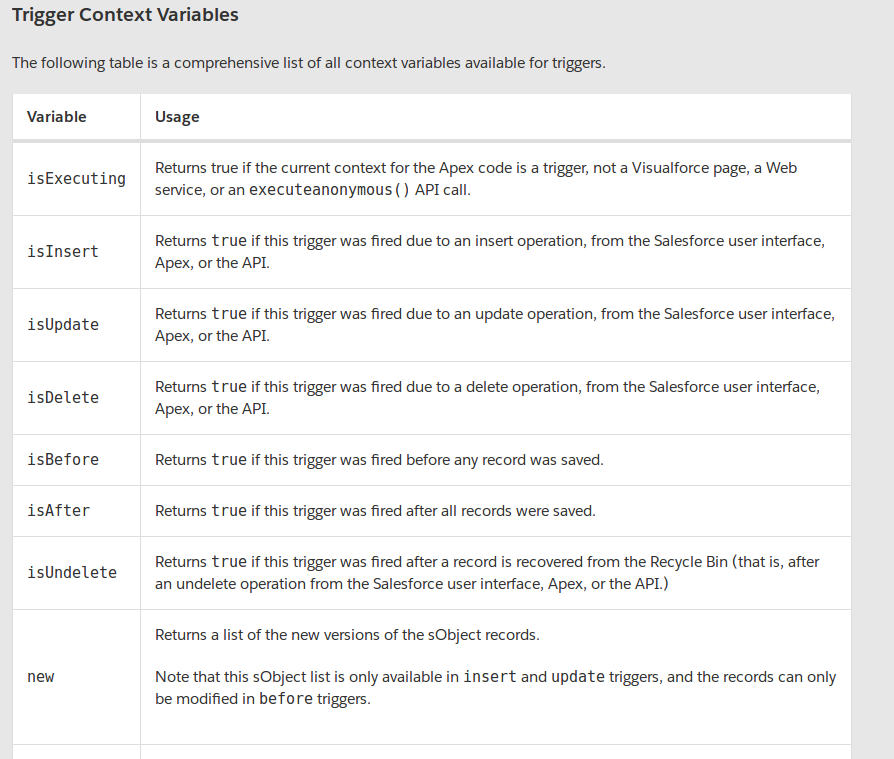 Trigger Context Variables
The following table is a comprehensive list of all context variables available for triggers.
Variable
Usage
isExecuting
Returns true if the current context for the Apex code is a trigger, not a Visualforce page, a Web
service, or an executeanonymous() API call.
isInsert
Returns true if this trigger was fired due to an insert operation, from the Salesforce user interface,
Apex, or the API.
isUpdate
Returns true if this trigger was fired due to an update operation, from the Salesforce user interface,
Apex, or the API.
isDelete
Returns true if this trigger was fired due to a delete operation, from the Salesforce user interface,
Apex, or the API.
isBefore
Returns true if this trigger was fired before any record was saved.
isAfter
Returns true if this trigger was fired after all records were saved.
isUndelete
Returns true if this trigger was fired after a record is recovered from the Recycle Bin (that is, after
an undelete operation from the Salesforce user interface, Apex, or the API.)
new
Returns a list of the new versions of the sObject records.
Note that this sObject list is only available in insert and update triggers, and the records can only
be modified in before triggers.